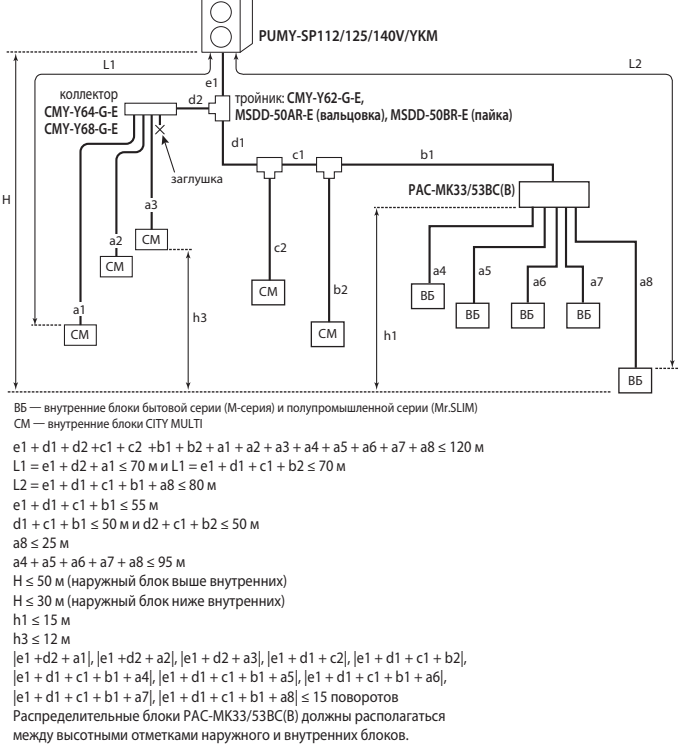 PUMY-SP112/125/140V/YKM
L1
L2
e1
коллектор
CMY-Y64-G-E
CMY-Y68-G-E
d2
тройник: CMY-Y62-G-E,
MSDD-50AR-E (вальцовка), MSDD-50BR-E (пайка)
d1
c1
b1
заглушка
PAC-MK33/53BC(B)
H
a3
a2
СМ
СМ
c2
a4
a5
a6
a7
a8
СМ
b2
ВБ
a1
h3
ВБ
ВБ
ВБ
СМ
СМ
h1
ВБ
ВБ — внутренние блоки бытовой серии (М-серия) и полупромышленной серии (Mr.SLIM)
СМ — внутренние блоки CITY MULTI
e1 + d1 + d2 +c1 + c2 +b1 + b2 + a1 + a2 + a3 + a4 + a5 + a6 + a7 + a8 ≤ 120 м
L1 = e1 + d2 + a1 ≤ 70 м и L1 = e1 + d1 + c1 + b2 ≤ 70 м
L2 = e1 + d1 + c1 + b1 + a8 ≤ 80 м
e1 + d1 + c1 + b1 ≤ 55 м
d1 + c1 + b1 ≤ 50 м и d2 + c1 + b2 ≤ 50 м
a8 ≤ 25 м
a4 + a5 + a6 + a7 + a8 ≤ 95 м
H ≤ 50 м (наружный блок выше внутренних)
H ≤ 30 м (наружный блок ниже внутренних)
h1 ≤ 15 м
h3 ≤ 12 м
|e1 +d2 + a1|, |e1 +d2 + a2|, |e1 + d2 + a3|, |e1 + d1 + c2|, |e1 + d1 + c1 + b2|,
|e1 + d1 + c1 + b1 + a4|, |e1 + d1 + c1 + b1 + a5|, |e1 + d1 + c1 + b1 + a6|,
|e1 + d1 + c1 + b1 + a7|, |e1 + d1 + c1 + b1 + a8| ≤ 15 поворотов
Распределительные блоки PAC-MK33/53BC(B) должны располагаться
между высотными отметками наружного и внутренних блоков.